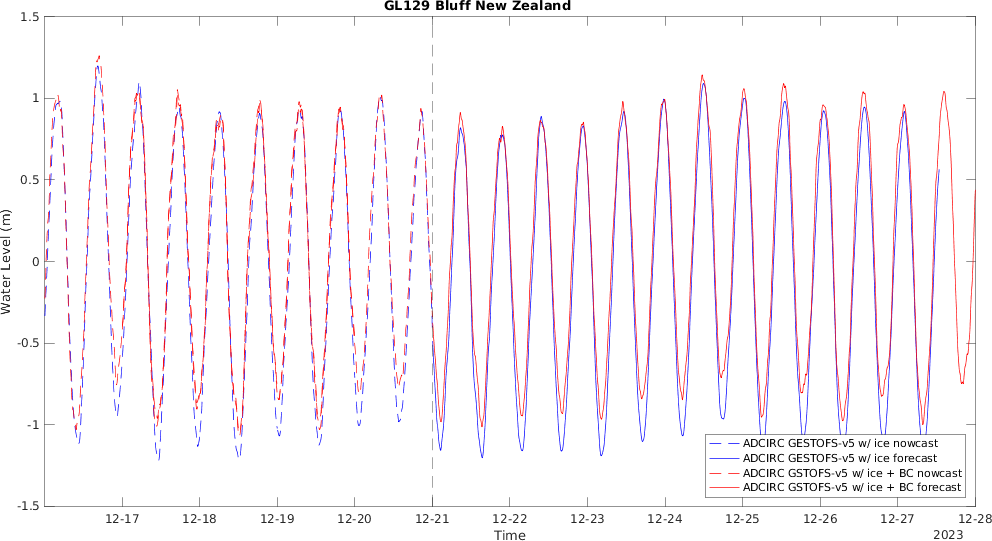 GL129 Bluff New Zealand
1.5
1
0.5
0
-0.5
-1
-1.5
Water Level (m)
12-17 12-18 12-19 12-20 12-21 12-22 12-23 12-24 12-25 12-26 12-27 12-28
Time
2023
ADCIRC GESTOFS-v5 w/ ice nowcast
ADCIRC GESTOFS-v5 w/ ice forecast
ADCIRC GSTOFS-v5 w/ ice + BC nowcast
ADCIRC GSTOFS-v5 w/ ice + BC forecast